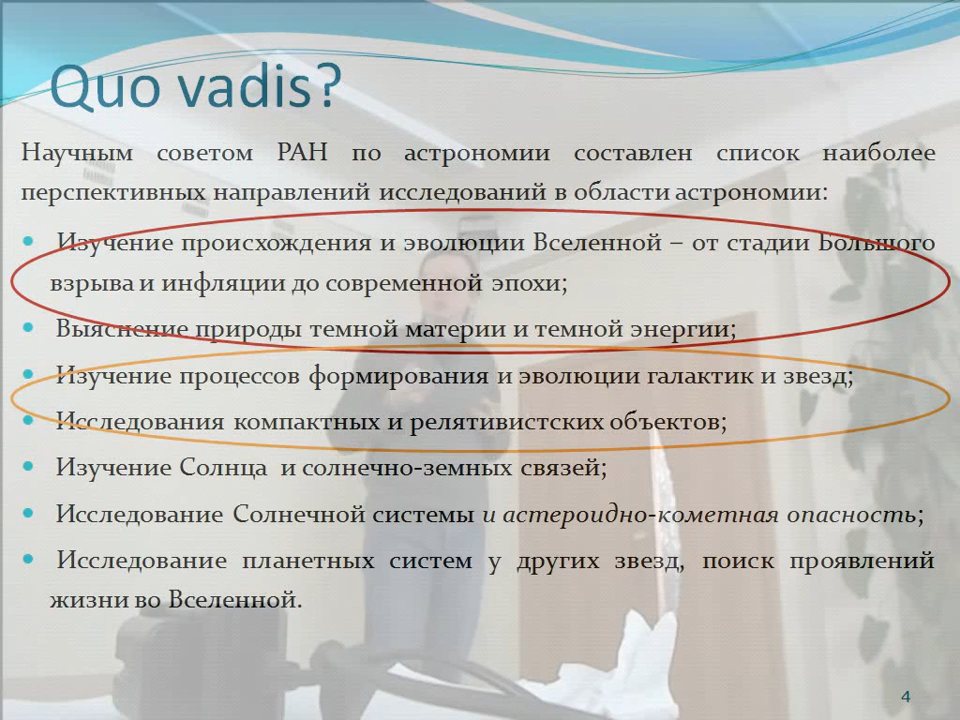 Quo vadis?
Научным советом РАН по астрономии составлен список наиболее
перспективных направлений исследований в области астрономии:
• Изучение происхождения и эволюции Вселенной – от стадии Большого
взрыва и инфляции до современной эпохи;
• Выяснение природы темной материи и темной энергии;
• Изучение процессов формирования и эволюции галактик и звезд;
• Исследования компактных и релятивистских объектов;
• Изучение Солнца и солнечно-земных связей;
• Исследование Солнечной системы и астероидно-кометная опасность;
• Исследование планетных систем у других звезд, поиск проявлений
жизни во Вселенной.
4